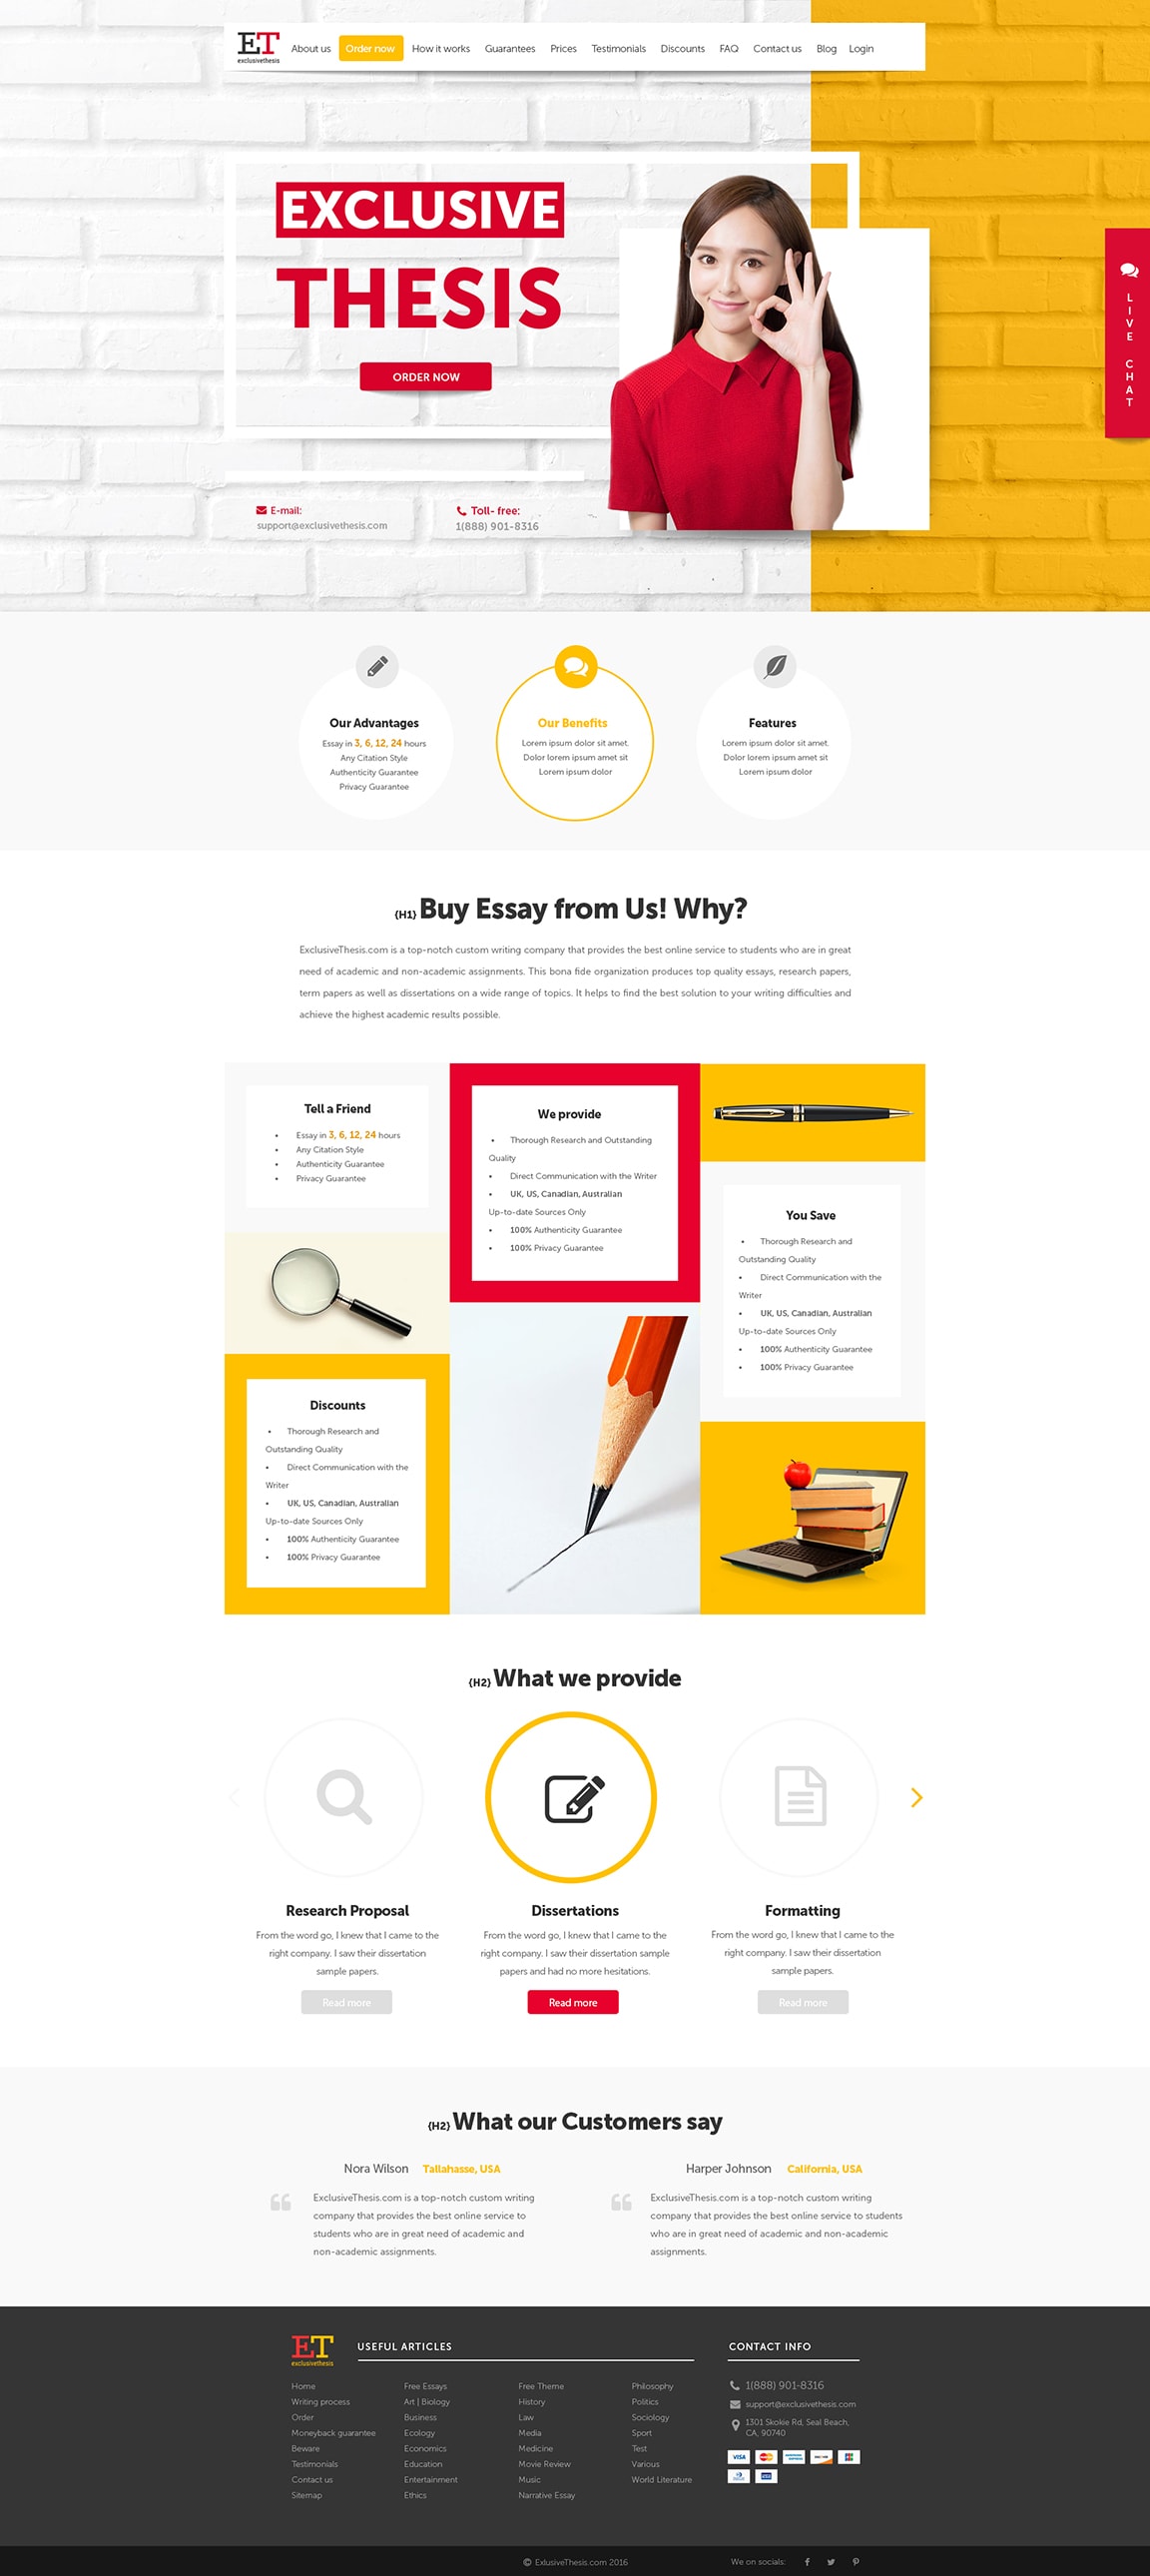 ET
exclusivethesis
About us Order now How it works Guarantees Prices Testimonials Discounts FAQ Contact us Blog Login
EXCLUSIVE
THESIS
ORDER NOW
LIVE CHAT
E-mail:
support@exclusivethesis.com
Toll- free:
1(888) 901-8316
Our Advantages
Essay in 3, 6, 12, 24 hours
Any Citation Style
Authenticity Guarantee
Privacy Guarantee
Our Benefits
Lorem ipsum dolor sit amet.
Dolor lorem ipsum amet sit
Lorem ipsum dolor
Features
Lorem ipsum dolor sit amet.
Dolor lorem ipsum amet sit
Lorem ipsum dolor
{H1} Buy Essay from Us! Why?
ExclusiveThesis.com is a top-notch custom writing company that provides the best online service to students who are in great
need of academic and non-academic assignments. This bona fide organization produces top quality essays, research papers,
term papers as well as dissertations on a wide range of topics. It helps to find the best solution to your writing difficulties and
achieve the highest academic results possible.
Tell a Friend
• Essay in 3, 6, 12, 24 hours
• Any Citation Style
• Authenticity Guarantee
• Privacy Guarantee
We provide
• Thorough Research and Outstanding
Quality
• Direct Communication with the Writer
• UK, US, Canadian, Australian
Up-to-date Sources Only
• 100% Authenticity Guarantee
• 100% Privacy Guarantee
You Save
• Thorough Research and
Outstanding Quality
• Direct Communication with the
Writer
• UK, US, Canadian, Australian
Up-to-date Sources Only
• 100% Authenticity Guarantee
• 100% Privacy Guarantee
Discounts
• Thorough Research and
Outstanding Quality
• Direct Communication with the
Writer
• UK, US, Canadian, Australian
Up-to-date Sources Only
• 100% Authenticity Guarantee
• 100% Privacy Guarantee
{H2} What we provide
Research Proposal
From the word go, I knew that I came to the
right company. I saw their dissertation
sample papers.
Read more
Dissertations
From the word go, I knew that I came to the
right company. I saw their dissertation sample
papers and had no more hesitations.
Read more
Formatting
From the word go, I knew that I came to the
right company. I saw their dissertation
sample papers.
Read more
{H2} What our Customers say
Nora Wilson Tallahasse, USA
ExclusiveThesis.com is a top-notch custom writing
company that provides the best online service to
students who are in great need of academic and
non-academic assignments.
Harper Johnson California, USA
ExclusiveThesis.com is a top-notch custom writing
company that provides the best online service to students
who are in great need of academic and non-academic
assignments.
ET
exclusivethesis
Home
Writing process
Order
Moneyback guarantee
Beware
Testimonials
Contact us
Sitemap
USEFUL ARTICLES
Free Essays
Art | Biology
Business
Ecology
Economics
Education
Entertainment
Ethics
Free Theme
History
Law
Media
Medicine
Movie Review
Music
Narrative Essay
Philosophy
Politics
Sociology
Sport
Test
Various
World Literature
CONTACT INFO
1(888) 901-8316
support@exclusivethesis.com
1301 Skokie Rd, Seal Beach,
CA, 90740
VISA
© ExlusiveThesis.com 2016
We on socials: